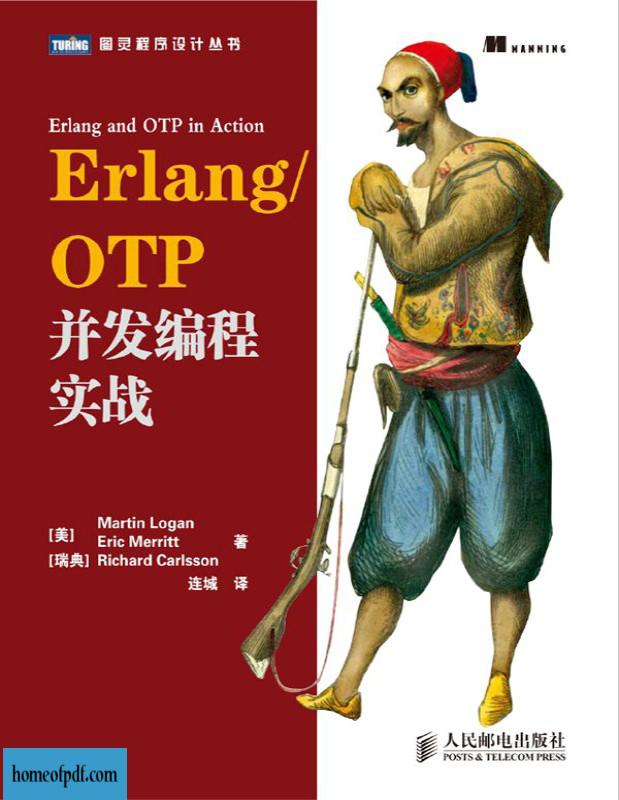 TURING 图灵程序设计丛书
MANNING
Erlang and OTP in Action
Erlang/
OTP
并发编程
实战
[美] Martin Logan
Eric Merritt 著
[瑞典] Richard Carlsson
连城 译
人民邮电出版社
POSTS & TELECOM PRESS
homeofpdf.com